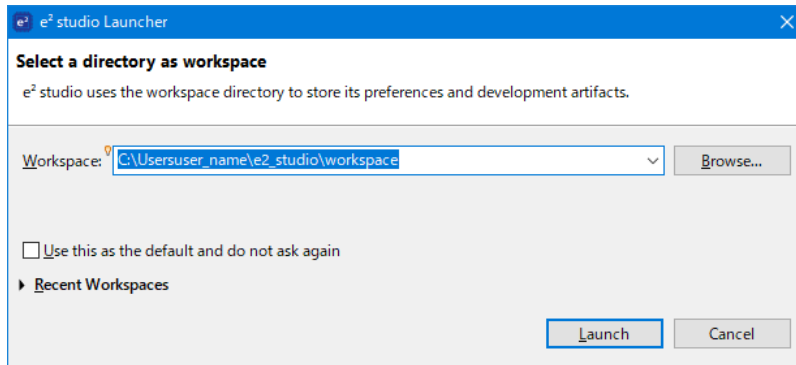 e² e² studio Launcher
Select a directory as workspace
e² studio uses the workspace directory to store its preferences and development artifacts.
Workspace: C:\Usersuser_name\e2_studio\workspace Browse...
Use this as the default and do not ask again
Recent Workspaces
Launch Cancel